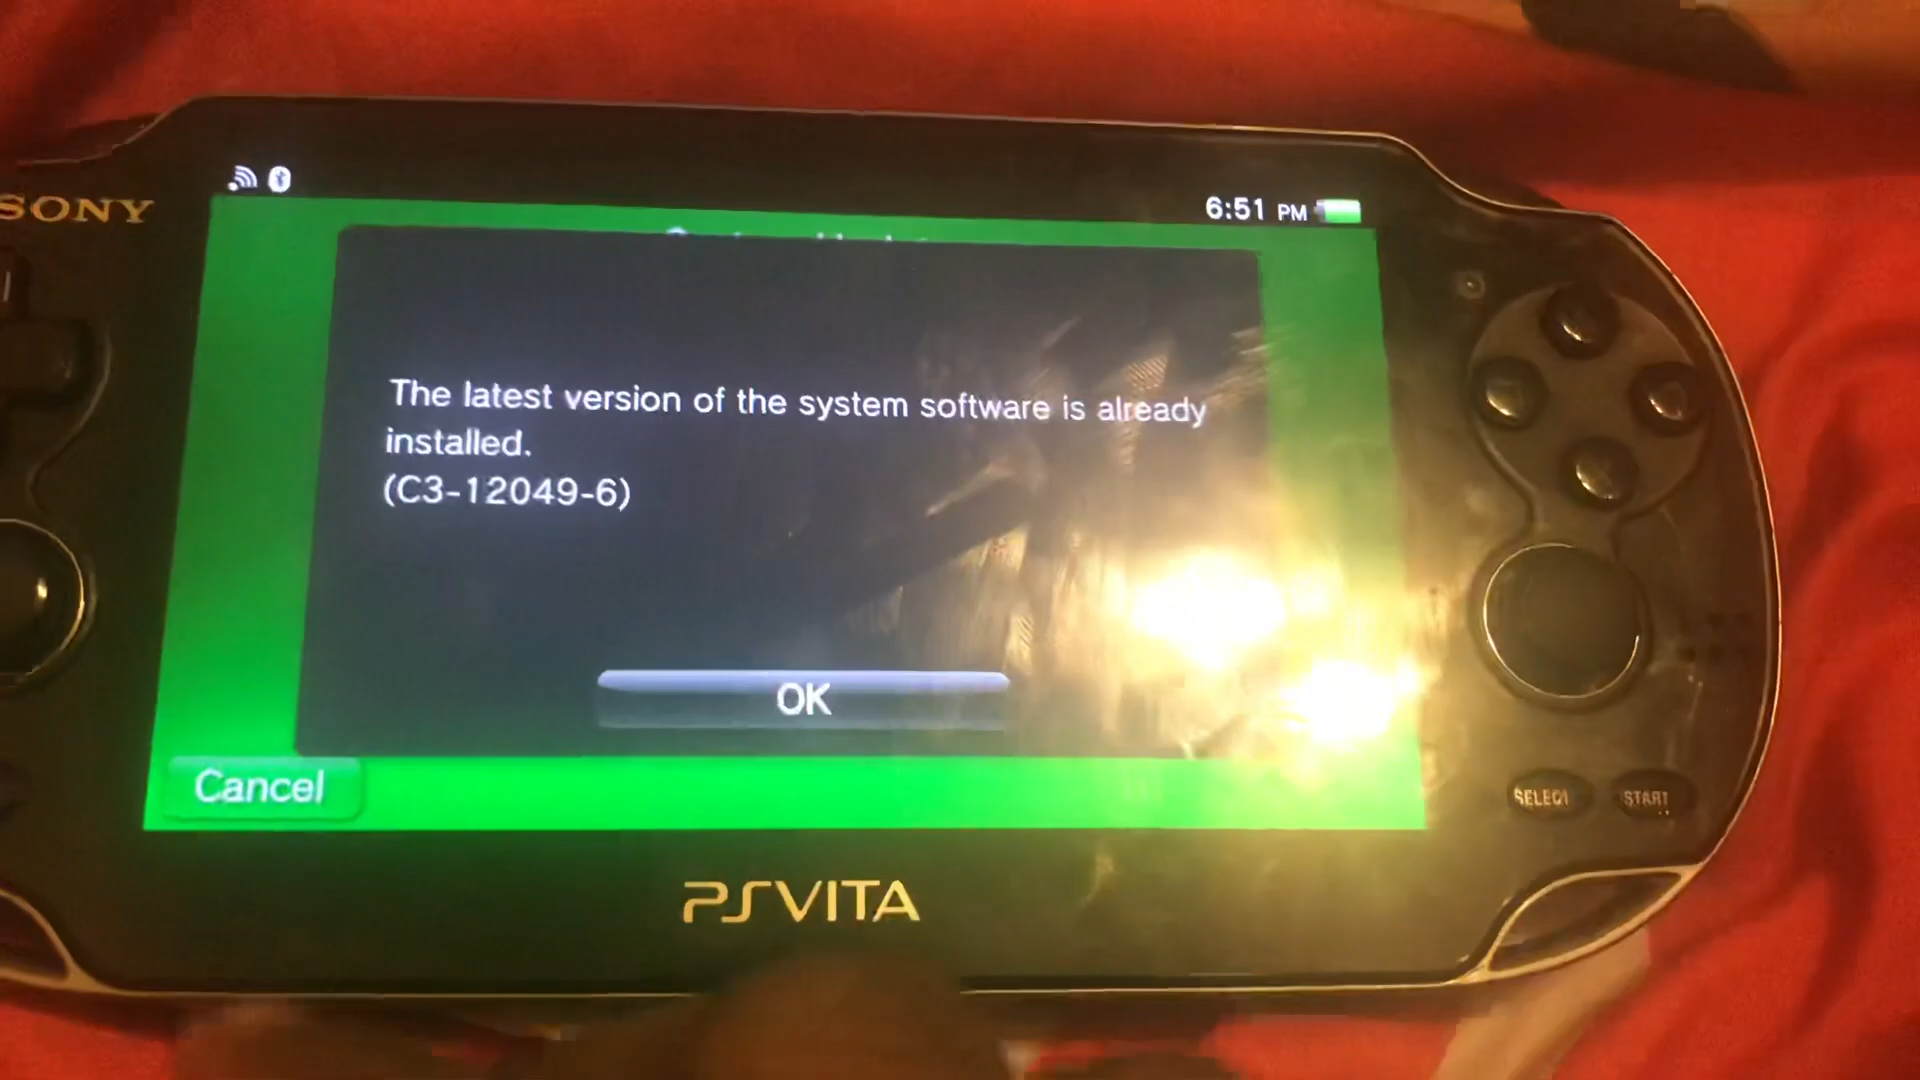 SONY
6:51 PM
The latest version of the system software is already
installed.
(C3-12049-6)
OK
Cancel
SELECT
START
PSVITA